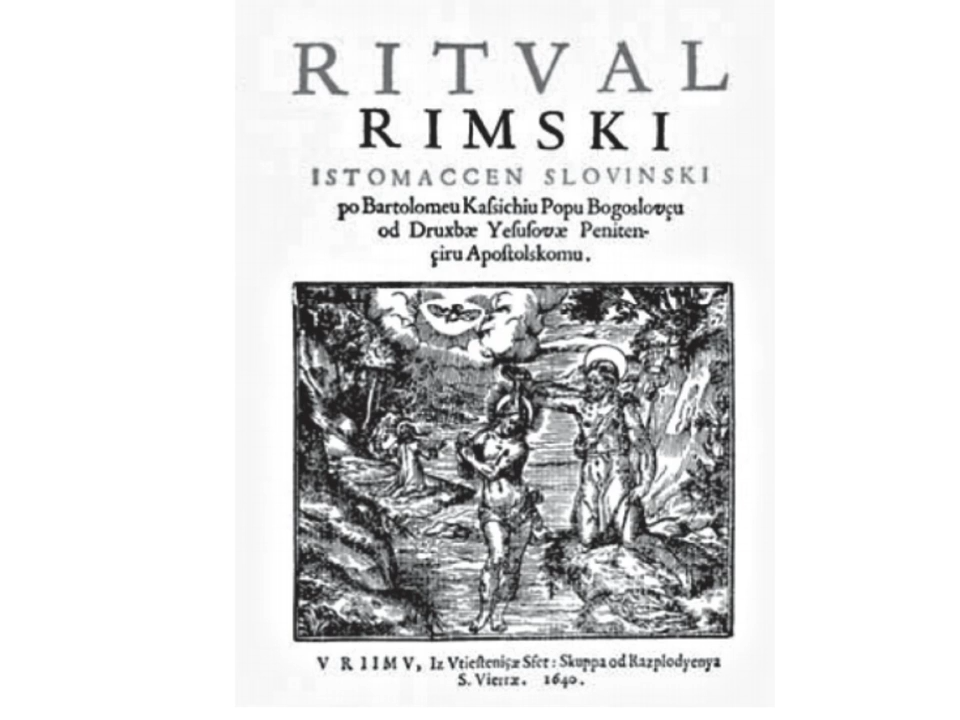 RITVAL
RIMSKI
ISTOMACCEN SLOVINSKI
po Bartolomeu Kaſsichiu Popu Bogoslovçu
od Druxbæ Yeſuſovæ Peniten-
çiru Apoſtolskomu.
V RIIMV, Iz Vtieſteniçæ Sfet: Skuppa od Razplodyenya
S. Vierræ. 1640.